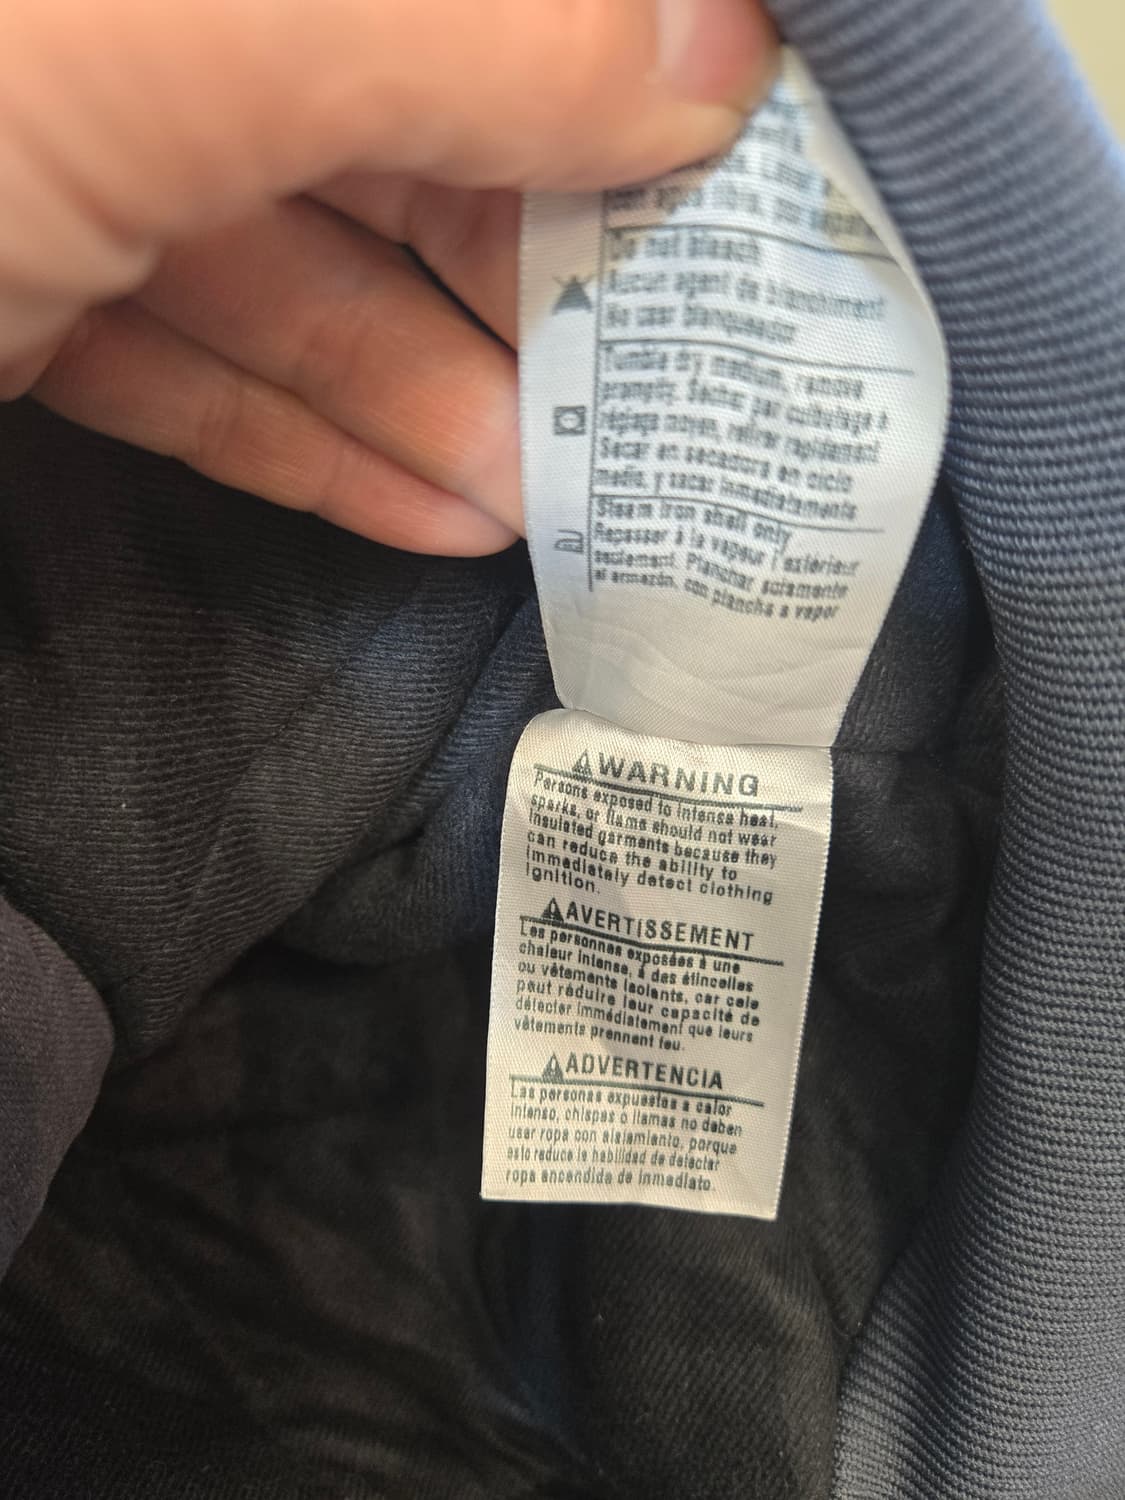 Do not bleach
Aucun agent de blanchiment
No usar blanqueador
Tumble dry medium, remove
promptly. Sécher par culbutage à
réglage moyen, retirer rapidement
Secar en secadora en ciclo
medio, y sacar inmediatamente
Steam iron shell only
Repasser à la vapeur l'extérieur
seulement. Planchar solamente
el armazón, con plancha a vapor
WARNING
Persons exposed to intense heat,
sparks, or flame should not wear
insulated garments because they
can reduce the ability to
immediately detect clothing
ignition.
AVERTISSEMENT
Les personnes exposées à une
chaleur intense, à des étincelles
ou vêtements isolants, car cela
peut réduire leur capacité de
détecter immédiatement que leurs
vêtements prennent feu.
ADVERTENCIA
Las personas expuestas a calor
intenso, chispas o llamas no deben
usar ropa con aislamiento, porque
esto reduce la habilidad de detectar
ropa encendida de inmediato.